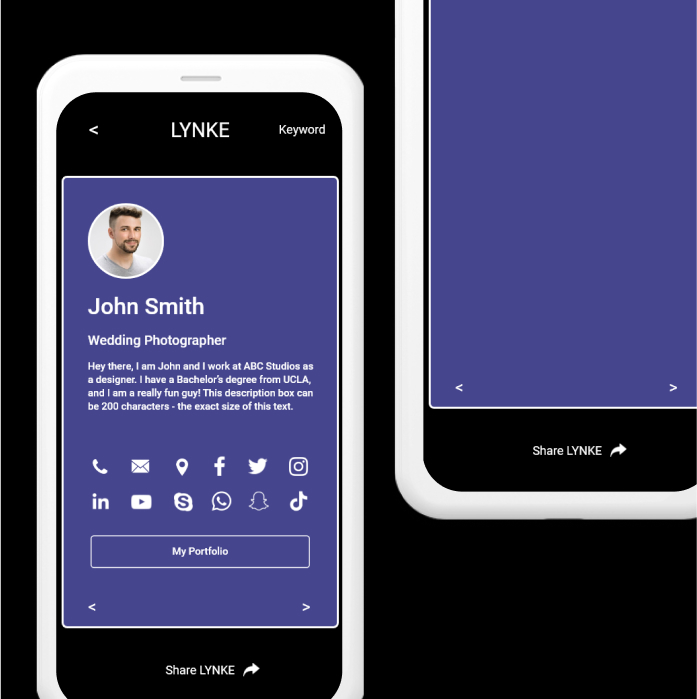 < LYNKE Keyword
John Smith
Wedding Photographer
Hey there, I am John and I work at ABC Studios as
a designer. I have a Bachelor's degree from UCLA,
and I am a really fun guy! This description box can
be 200 characters - the exact size of this text.
My Portfolio
< >
Share LYNKE
< >
Share LYNKE